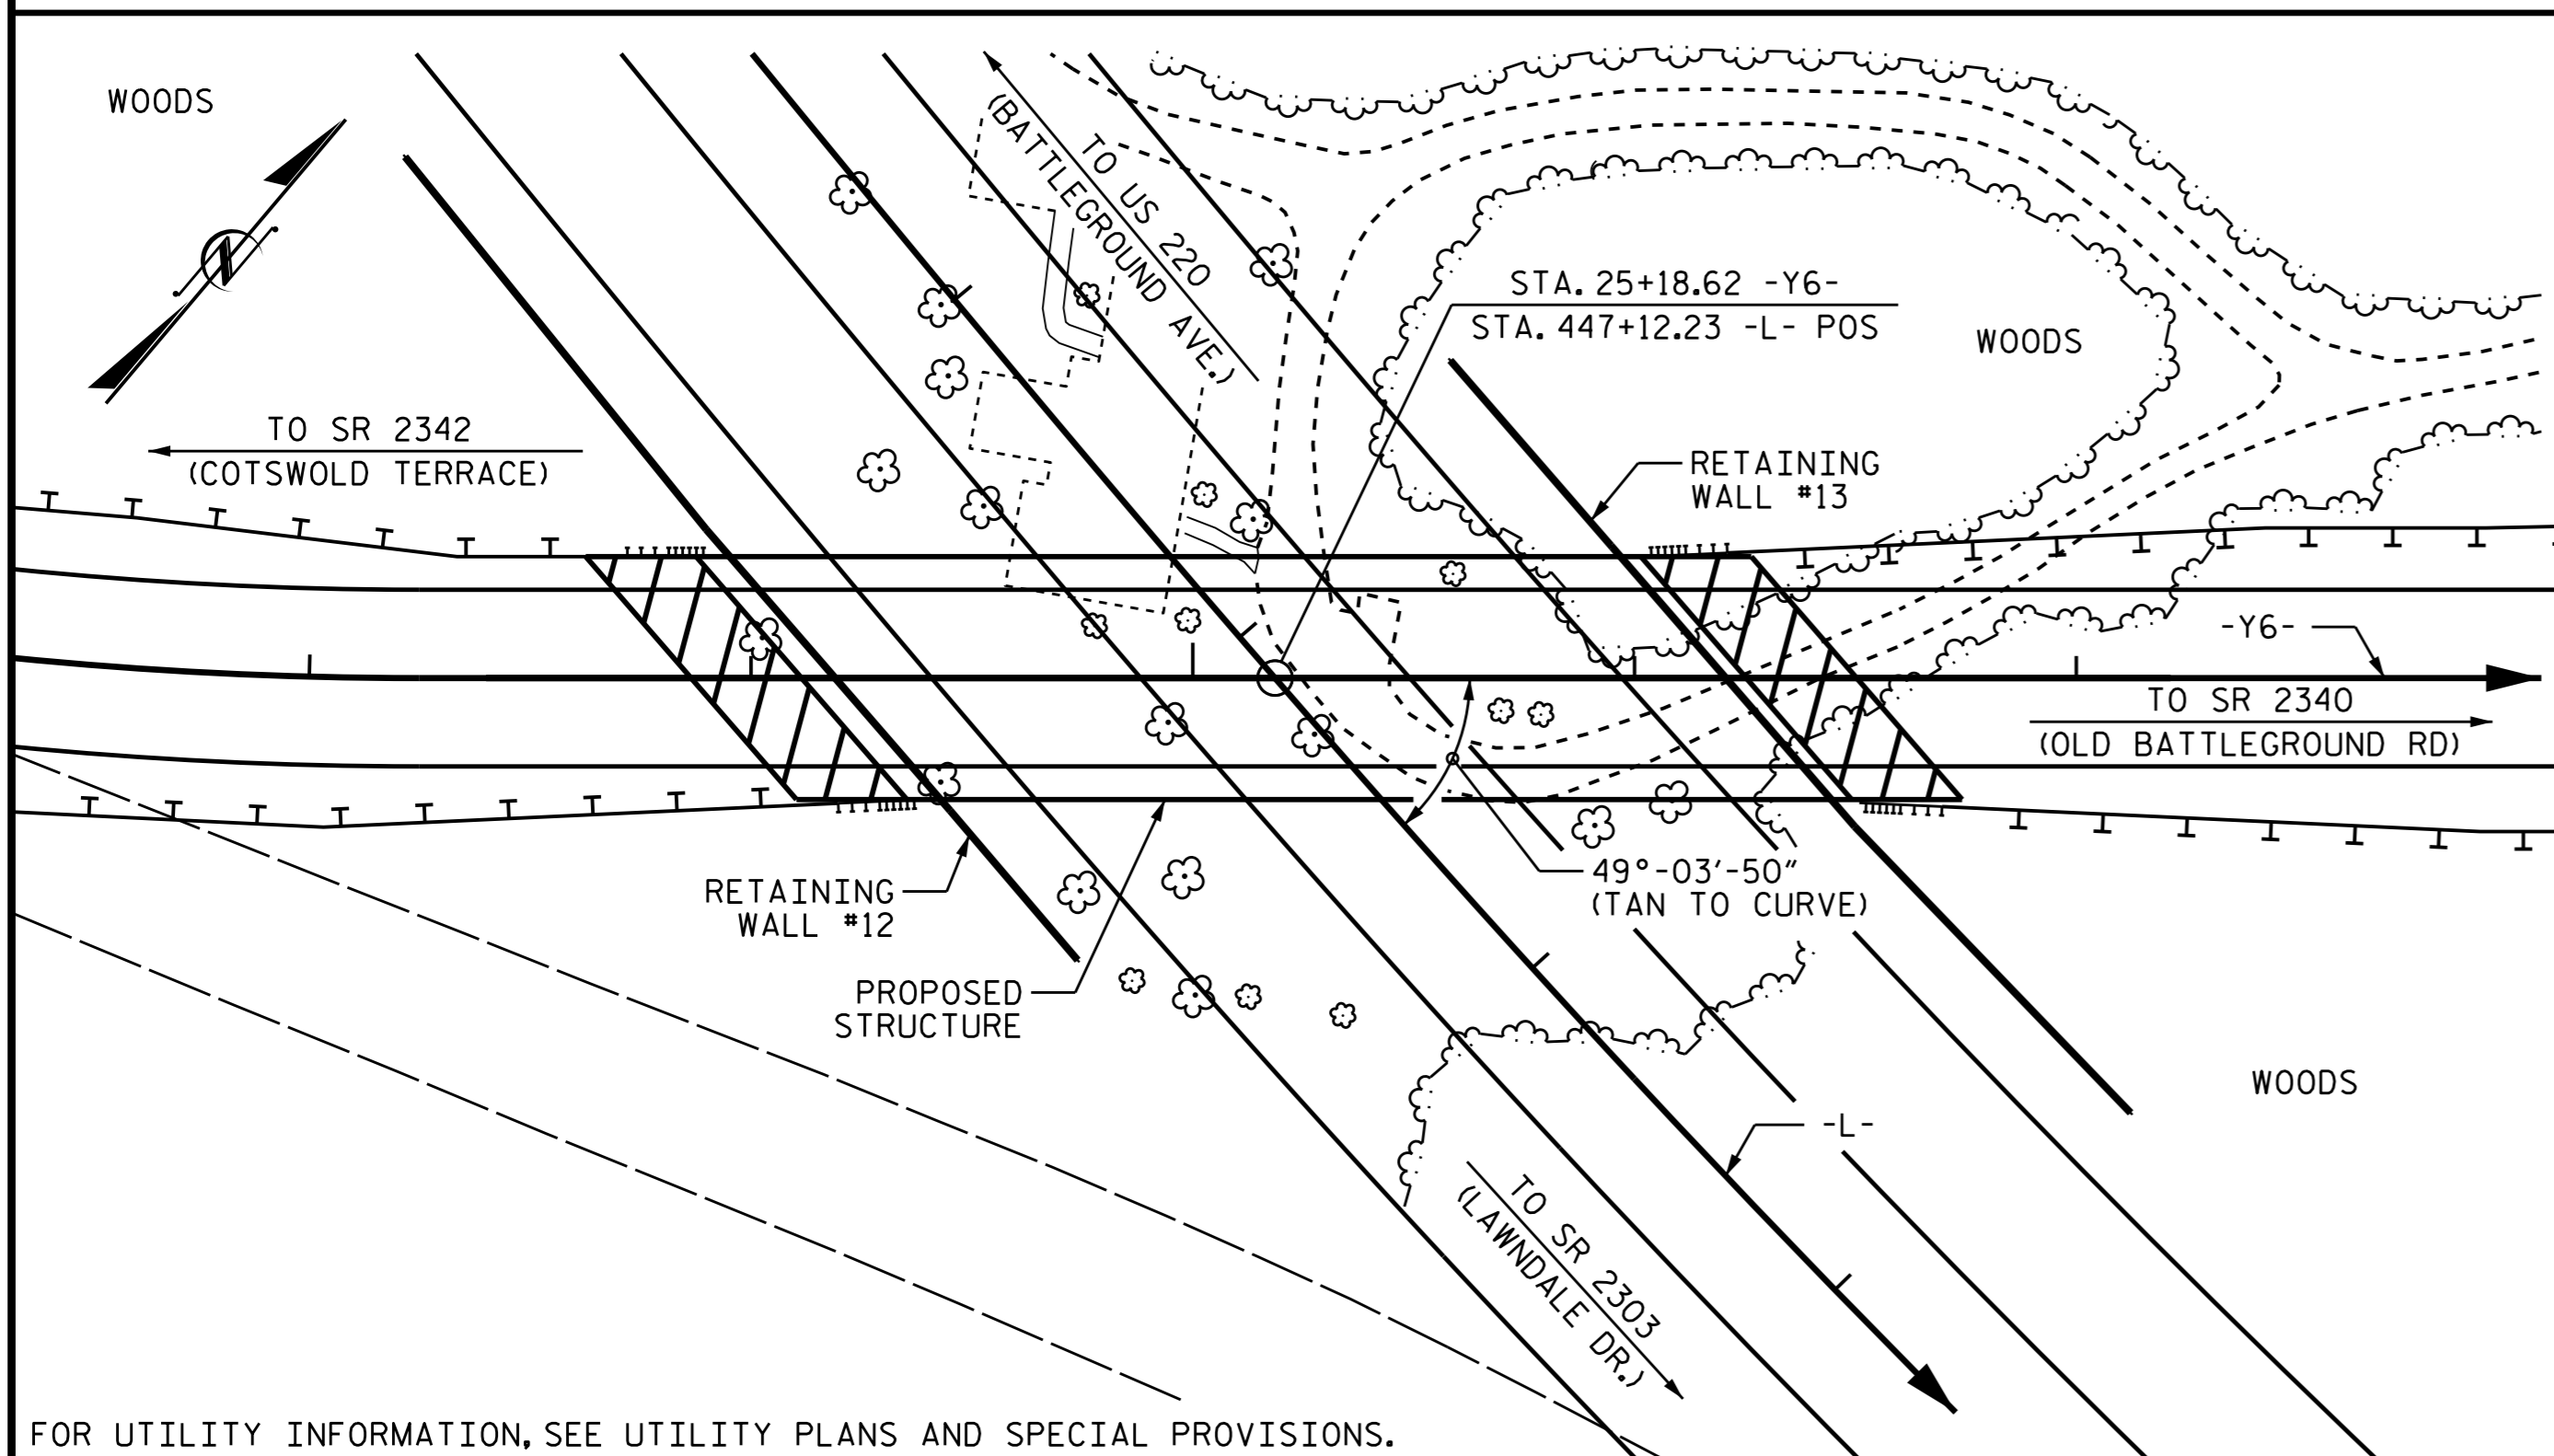 WOODS
TO US 220
(BATTLEGROUND AVE.)
STA. 25+18.62 -Y6-
STA. 447+12.23 -L- POS
WOODS
N
TO SR 2342
(COTSWOLD TERRACE)
RETAINING
WALL #13
-Y6-
TO SR 2340
(OLD BATTLEGROUND RD)
RETAINING
WALL #12
49°-03'-50"
(TAN TO CURVE)
PROPOSED
STRUCTURE
WOODS
-L-
TO SR 2303
(LAWNDALE DR.)
FOR UTILITY INFORMATION, SEE UTILITY PLANS AND SPECIAL PROVISIONS.